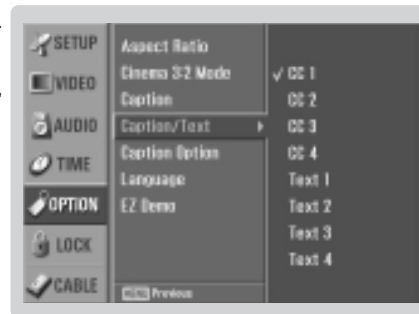 SETUP
VIDEO
AUDIO
TIME
OPTION
LOCK
CABLE
Aspect Ratio
Cinema 3:2 Mode
Caption
Caption/Text
Caption Option
Language
EZ Demo
MENU Previous
✓ CC 1
CC 2
CC 3
CC 4
Text 1
Text 2
Text 3
Text 4